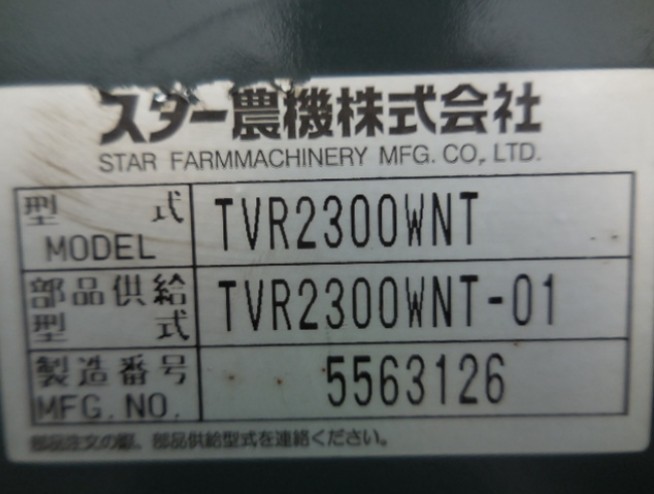 スター農機株式会社
STAR FARMMACHINERY MFG. CO., LTD.
型 式 TVR2300WNT
MODEL
部品供給 TVR2300WNT-01
型 式
製造番号 5563126
MFG. NO.
部品注文の際、部品供給型式を連絡ください。